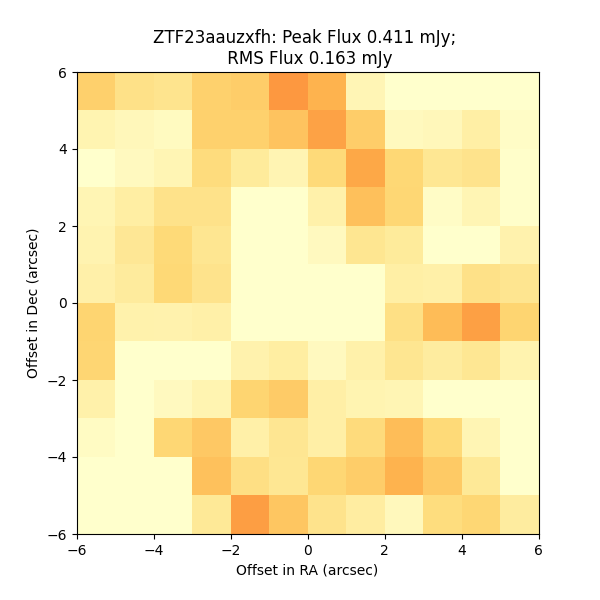 ZTF23aauzxfh: Peak Flux 0.411 mJy;
RMS Flux 0.163 mJy
6
4
2
0
−2
−4
−6
Offset in Dec (arcsec)
−6 −4 −2 0 2 4 6
Offset in RA (arcsec)